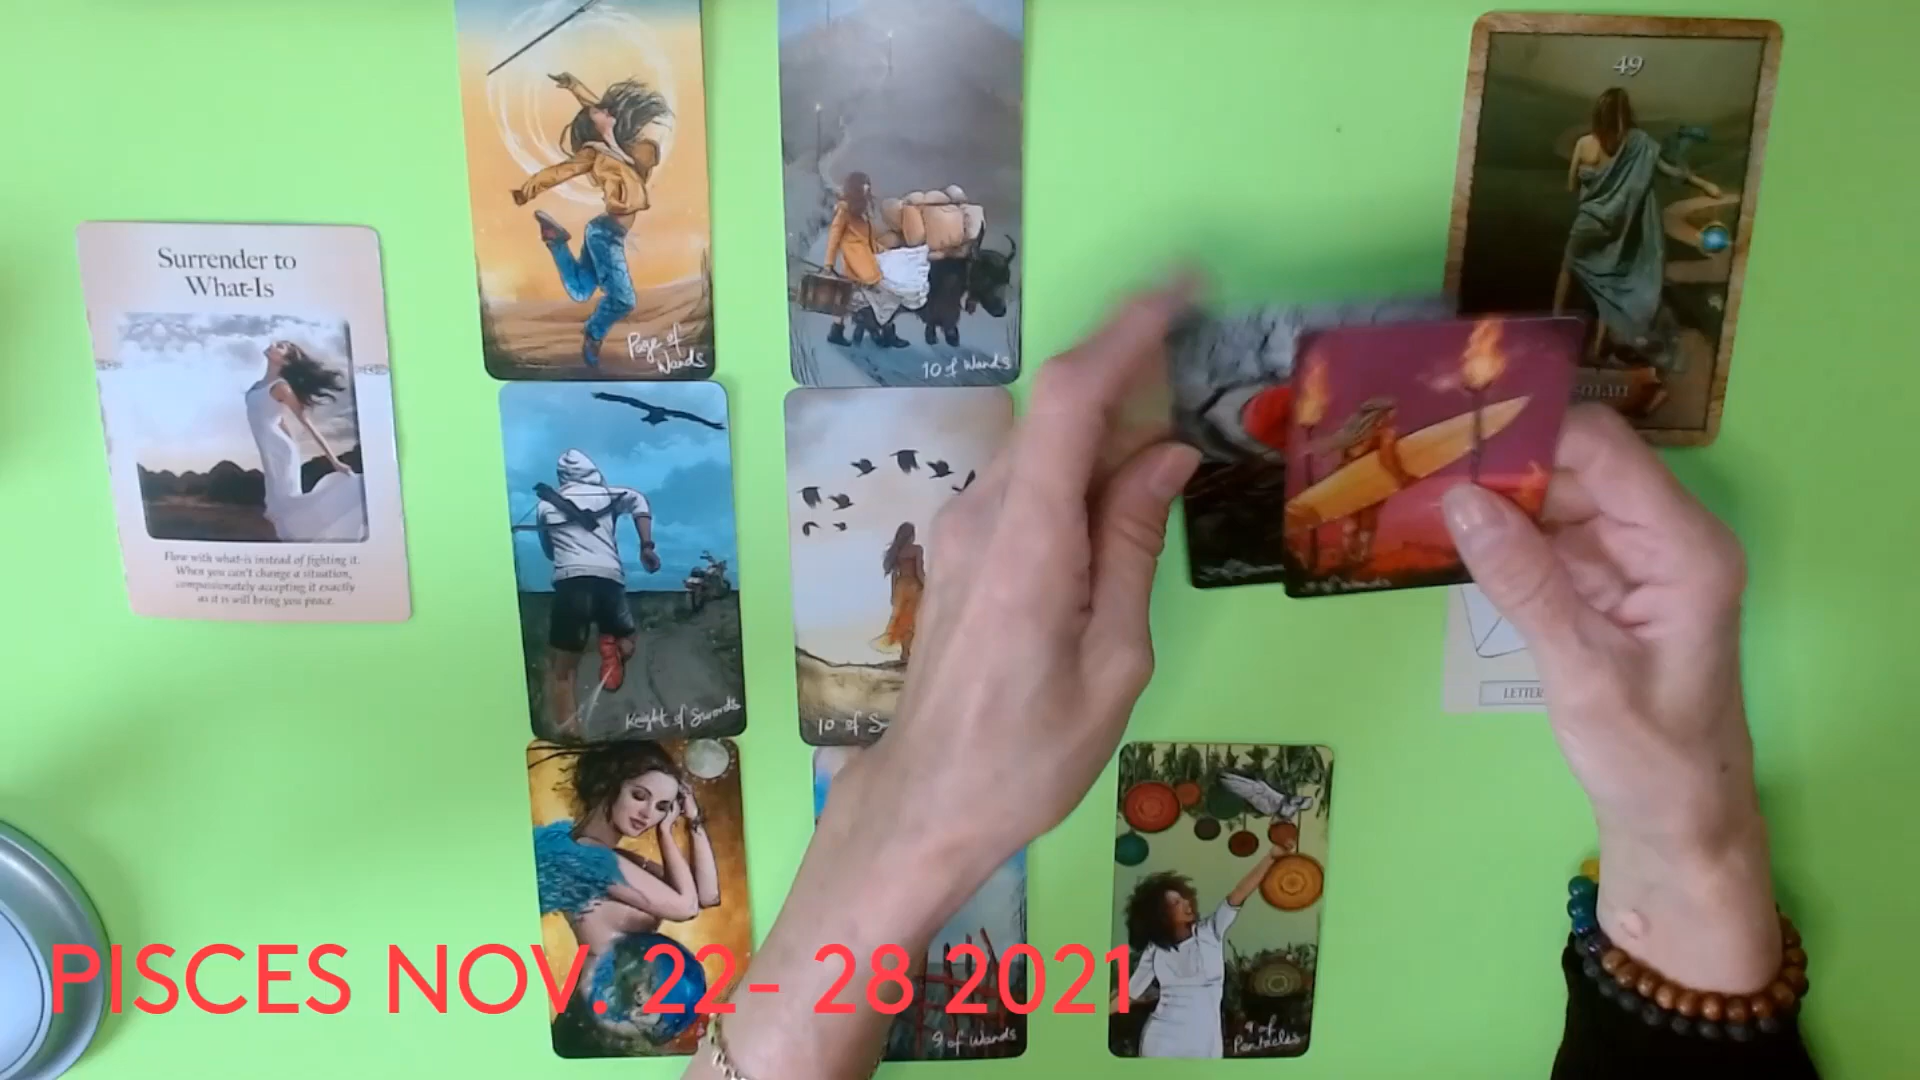 49
Surrender to
What-Is
Page of
Wands
10 of Wands
Flow with what-is instead of fighting it.
When you can't change a situation,
compassionately accepting it exactly
as it is will bring you peace.
Knight of Swords
10 of S
LETTER
9 of Wands
9 of
Pentacles
PISCES NOV. 22- 28 2021